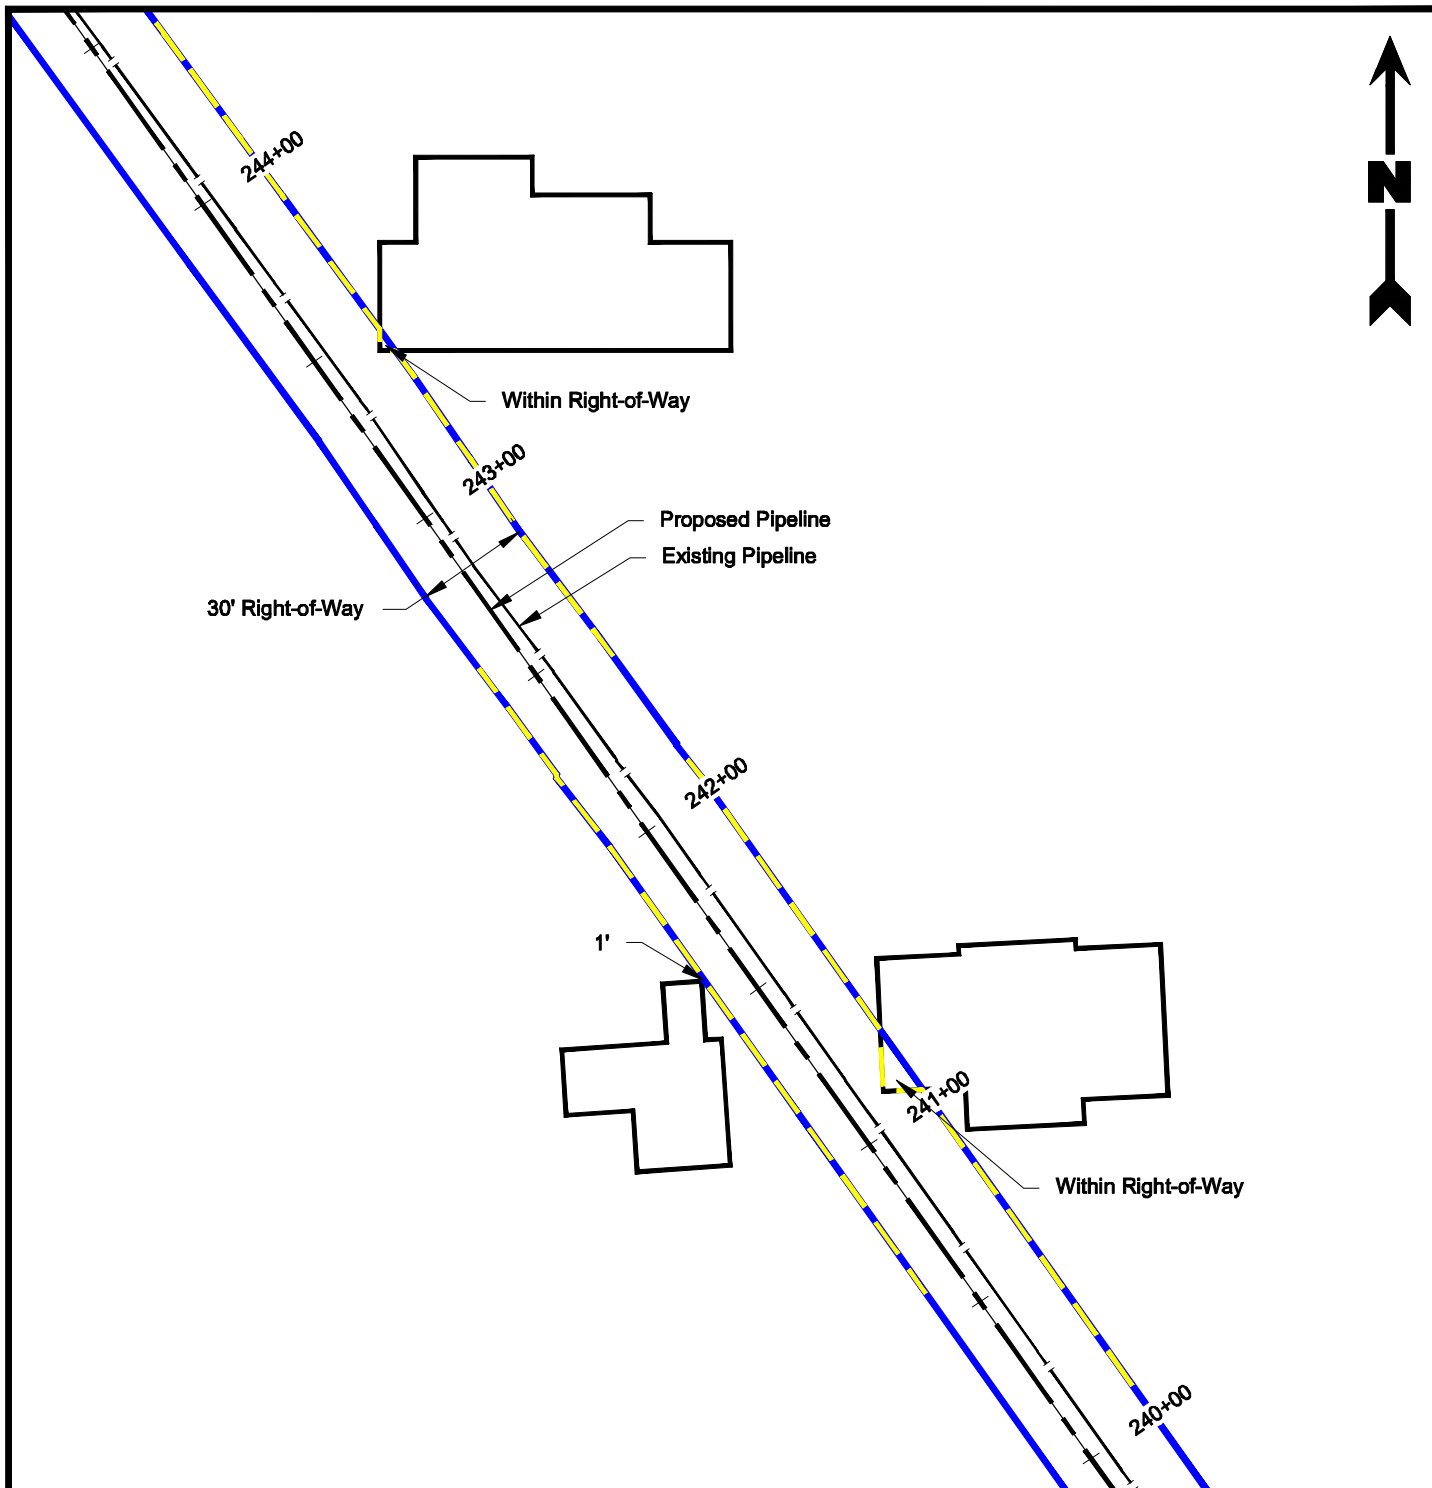 244+00
N
Within Right-of-Way
243+00
Proposed Pipeline
Existing Pipeline
30' Right-of-Way
242+00
1'
241+00
Within Right-of-Way
240+00